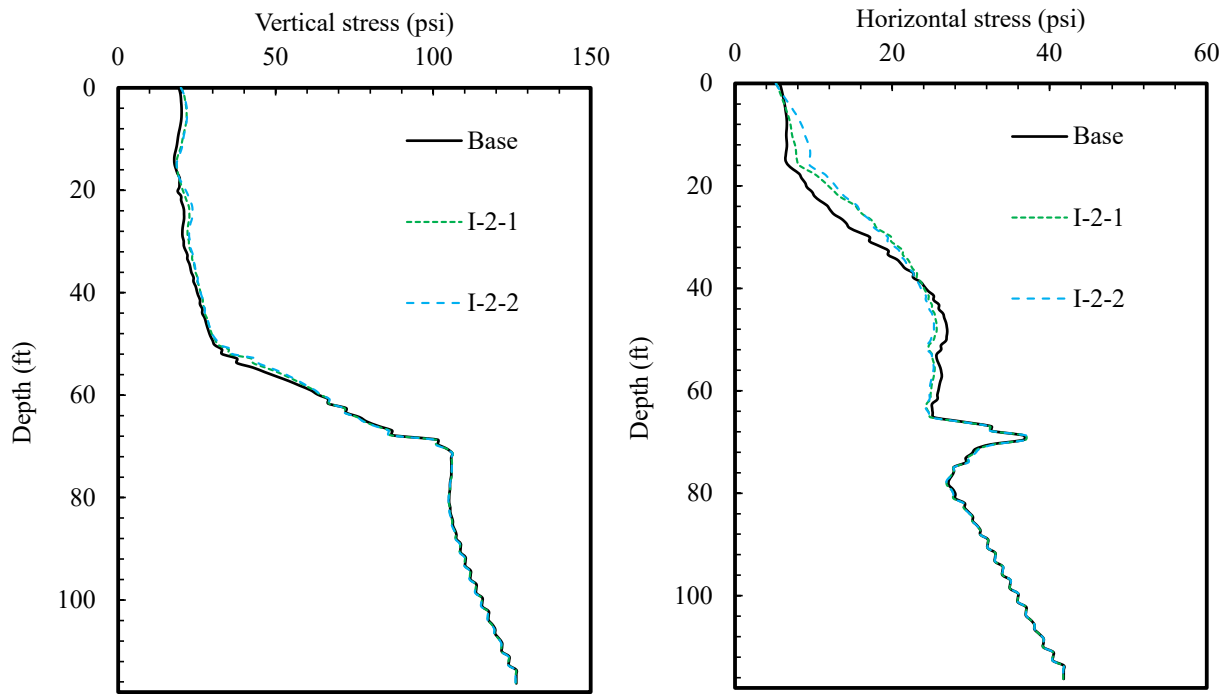 Vertical stress (psi)
0 50 100 150
0
20
40
60
80
100
Depth (ft)
Base
I-2-1
I-2-2
Horizontal stress (psi)
0 20 40 60
0
20
40
60
80
100
Depth (ft)
Base
I-2-1
I-2-2